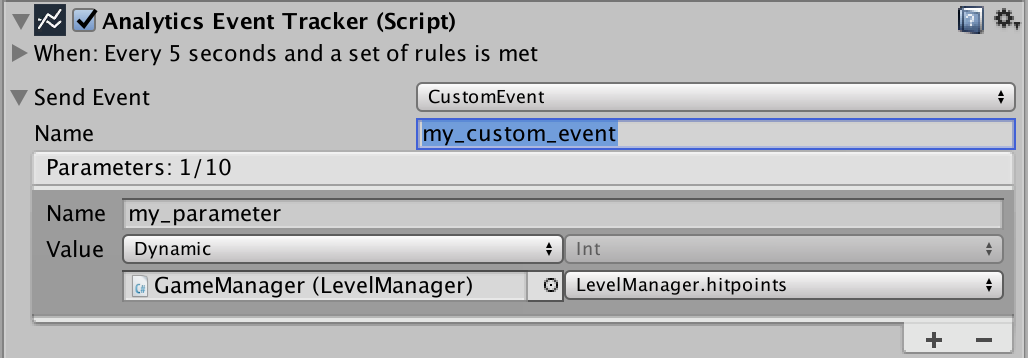 Analytics Event Tracker (Script)
When: Every 5 seconds and a set of rules is met
Send Event CustomEvent
Name my_custom_event
Parameters: 1/10
Name my_parameter
Value Dynamic Int
C# GameManager (LevelManager) LevelManager.hitpoints
+ −